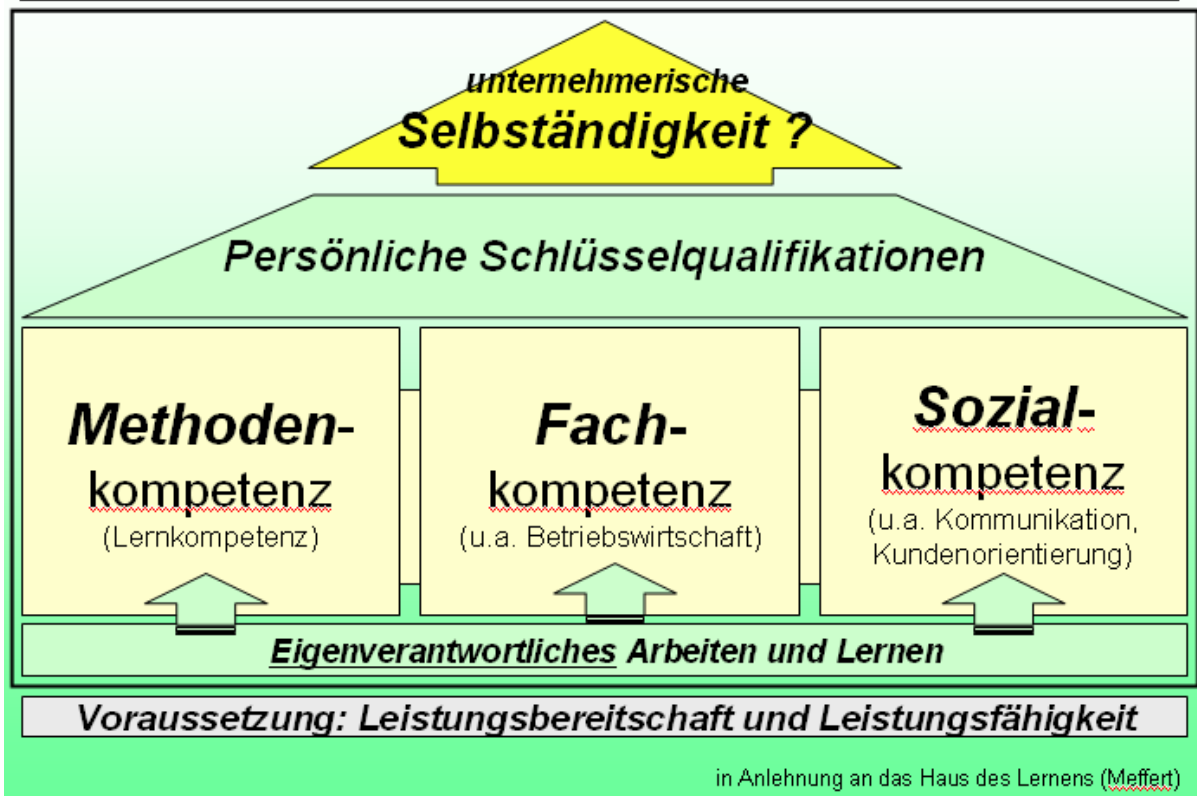 unternehmerische
Selbständigkeit ?
Persönliche Schlüsselqualifikationen
Methoden-
kompetenz
(Lernkompetenz)
Fach-
kompetenz
(u.a. Betriebswirtschaft)
Sozial-
kompetenz
(u.a. Kommunikation,
Kundenorientierung)
Eigenverantwortliches Arbeiten und Lernen
Voraussetzung: Leistungsbereitschaft und Leistungsfähigkeit
in Anlehnung an das Haus des Lernens (Meffert)